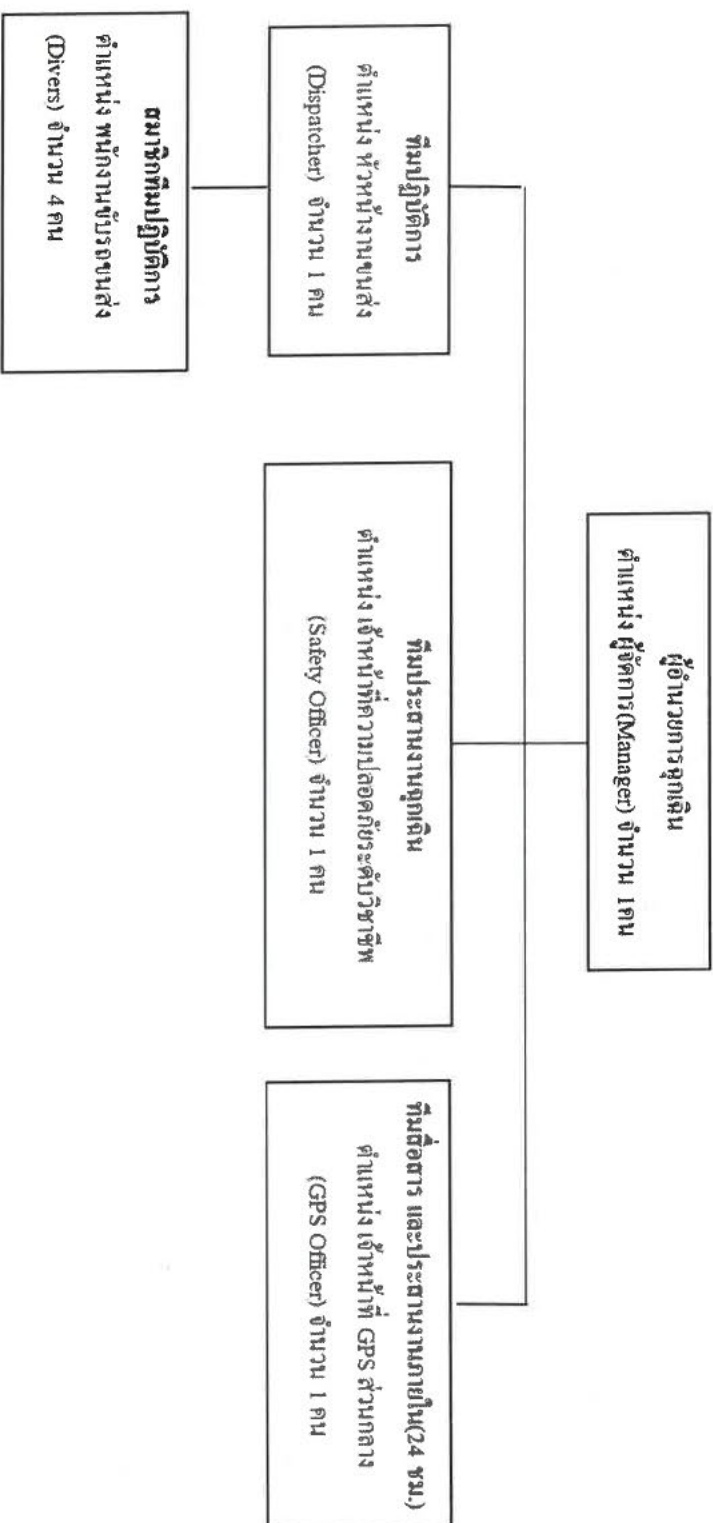 ผู้อำนวยการฉุกเฉิน
ตำแหน่ง ผู้จัดการ(Manager) จำนวน 1คน
ทีมปฏิบัติการ
ตำแหน่ง หัวหน้างานขนส่ง
(Dispatcher) จำนวน 1 คน
ทีมประสานงานฉุกเฉิน
ตำแหน่ง เจ้าหน้าที่ความปลอดภัยระดับวิชาชีพ
(Safety Officer) จำนวน 1 คน
ทีมสื่อสาร และประสานงานภายใน(24 ชม.)
ตำแหน่ง เจ้าหน้าที่ GPS ส่วนกลาง
(GPS Officer) จำนวน 1 คน
สมาชิกทีมปฏิบัติการ
ตำแหน่ง พนักงานขับรถขนส่ง
(Divers) จำนวน 4 คน